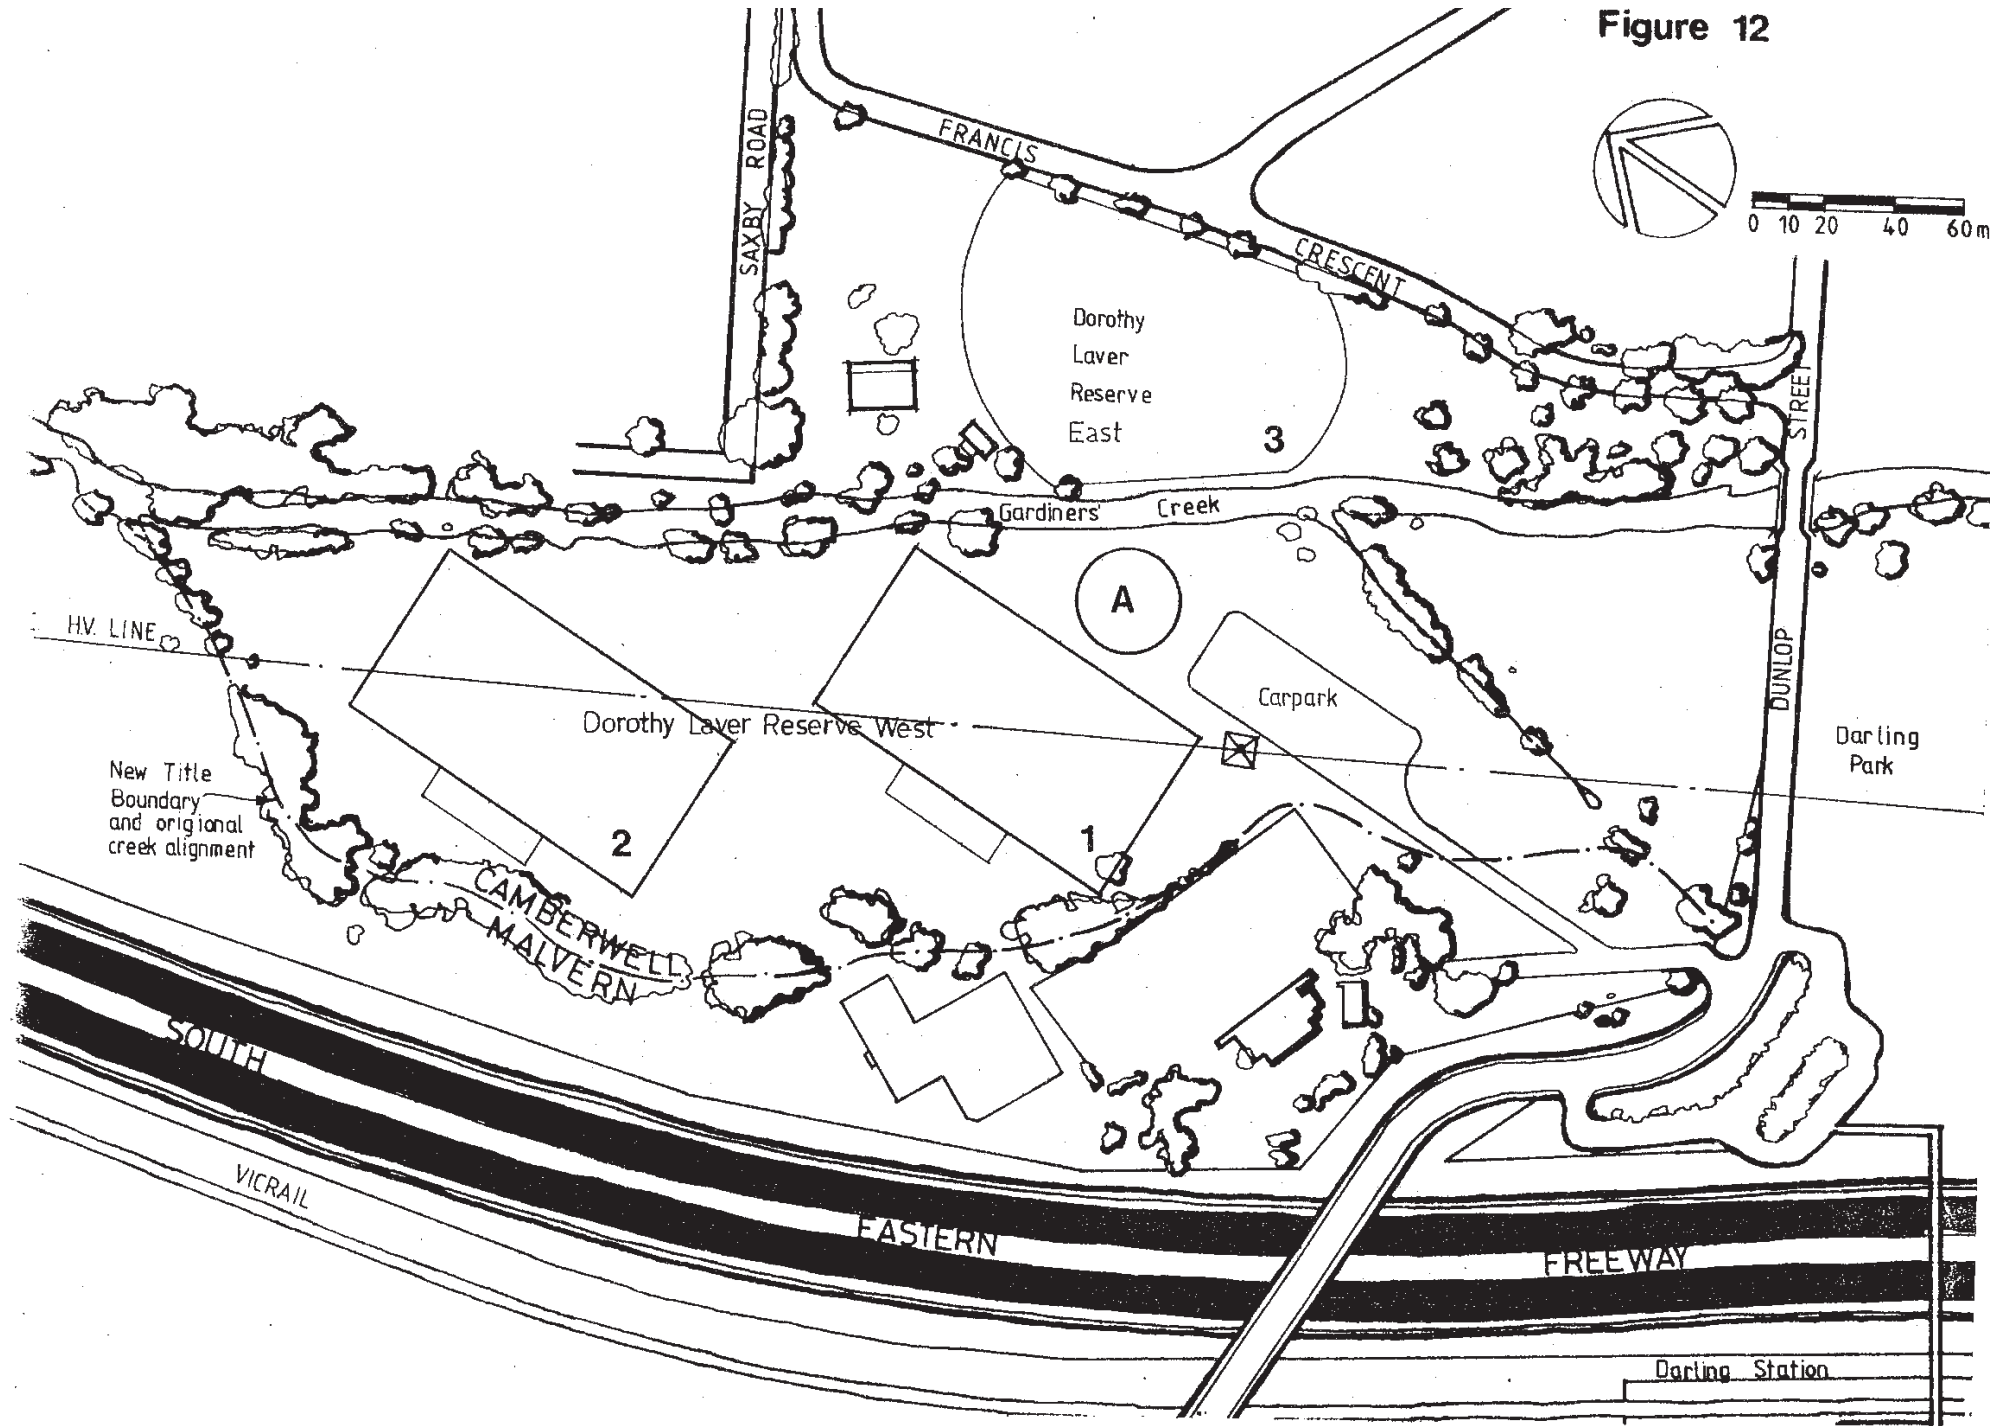 Figure 12
FRANCIS
SAXBY ROAD
0 10 20 40 60m
CRESCENT
Dorothy
Laver
Reserve
East
3
STREET
Gardiners' Creek
A
H.V. LINE
DUNLOP
Carpark
Dorothy Laver Reserve West
Darling
Park
New Title
Boundary
and origional
creek alignment
2
1
CAMBERWELL
MALVERN
SOUTH
VICRAIL
EASTERN
FREEWAY
Darling Station